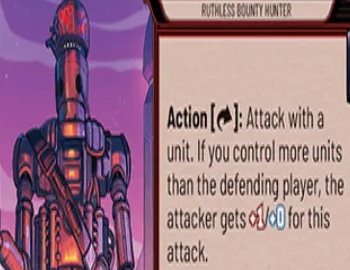 RUTHLESS BOUNTY HUNTER
Action [⤵]: Attack with a
unit. If you control more units
than the defending player, the
attacker gets +1/+0 for this
attack.